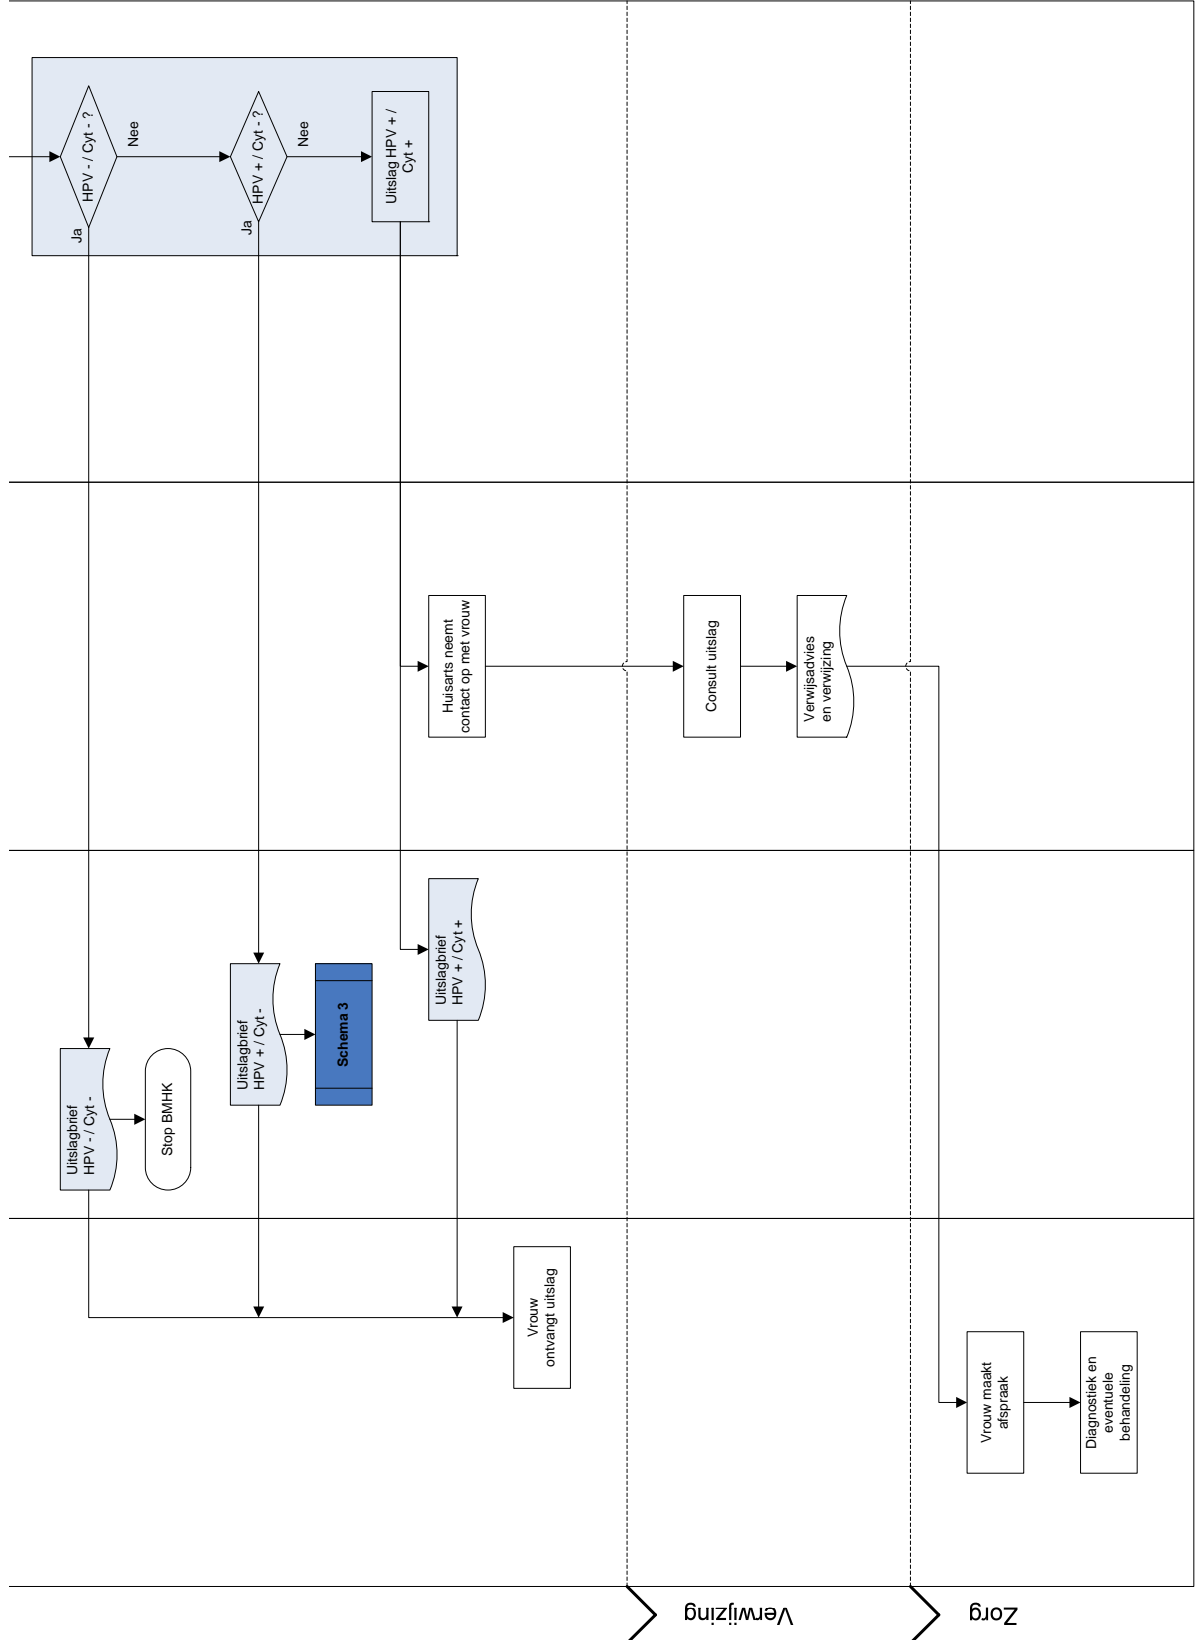 HPV - / Cyt - ?
Nee
Ja
HPV + / Cyt - ?
Nee
Ja
Uitslag HPV + /
Cyt +
Huisarts neemt
contact op met vrouw
Consult uitslag
Verwijsadvies
en verwijzing
Uitslagbrief
HPV - / Cyt -
Stop BMHK
Uitslagbrief
HPV + / Cyt -
Schema 3
Uitslagbrief
HPV + / Cyt +
Vrouw
ontvangt uitslag
Vrouw maakt
afspraak
Diagnostiek en
eventuele
behandeling
Verwijzing
Zorg